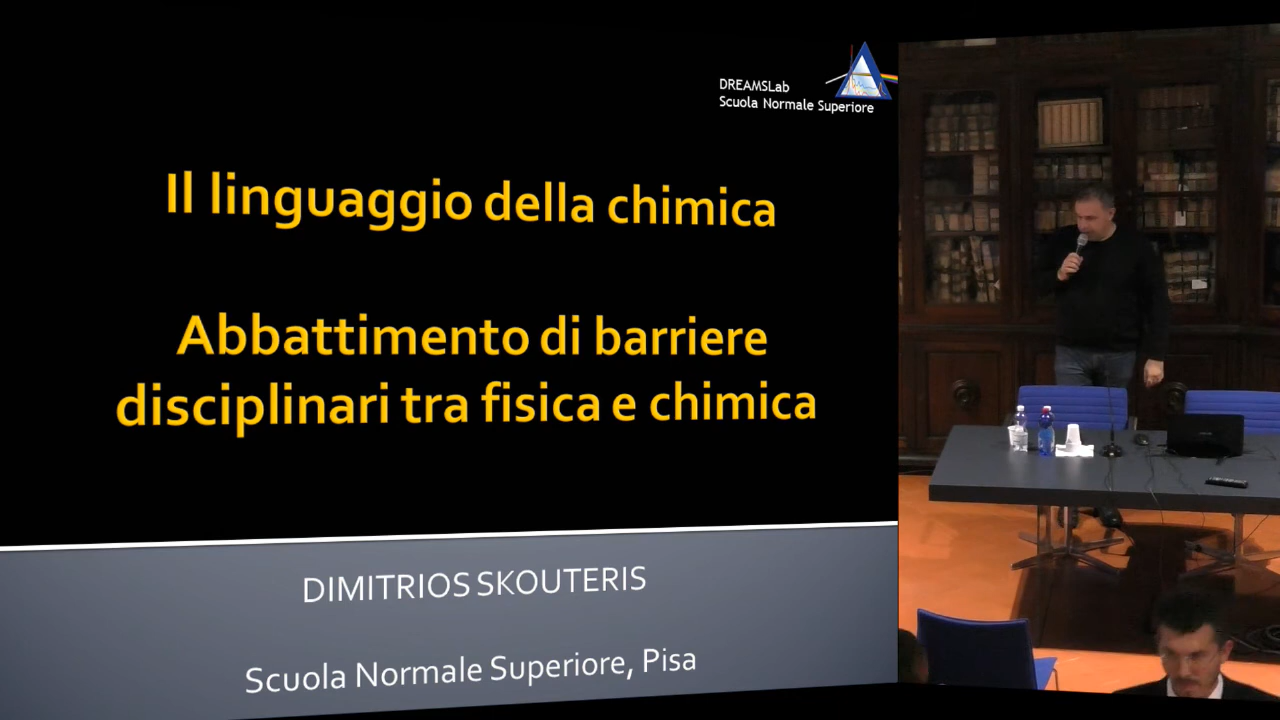 DREAMSLab
Scuola Normale Superiore
Il linguaggio della chimica
Abbattimento di barriere
disciplinari tra fisica e chimica
DIMITRIOS SKOUTERIS
Scuola Normale Superiore, Pisa